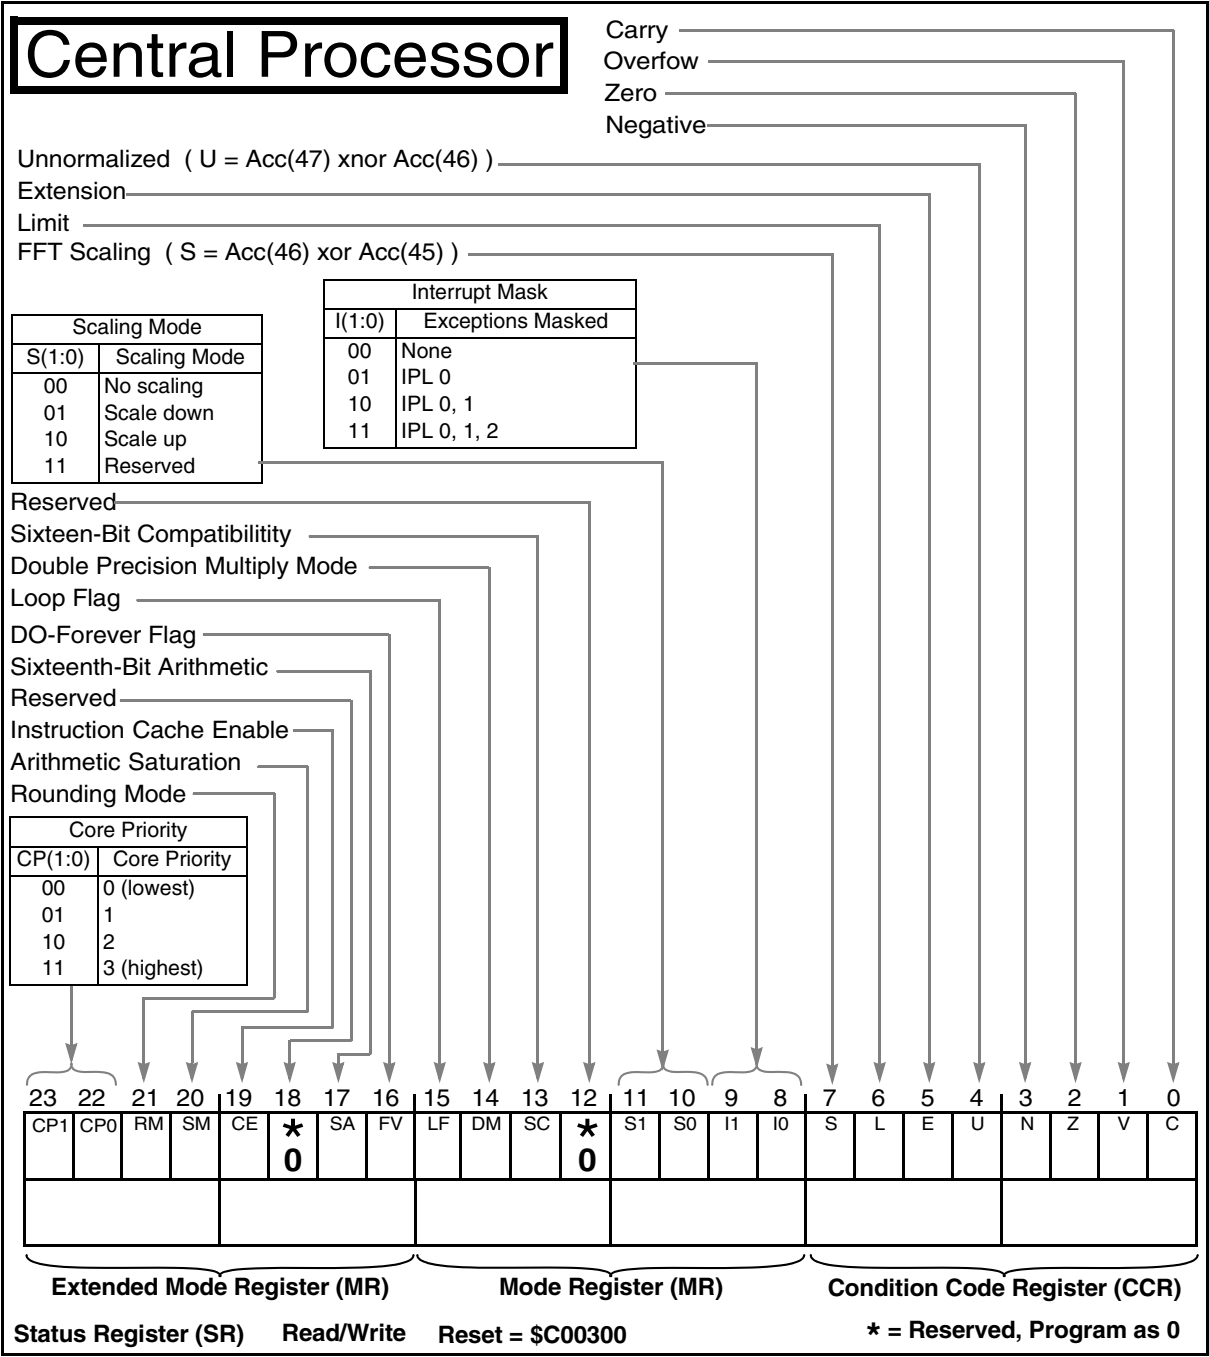 Central Processor
Carry
Overfow
Zero
Negative
Unnormalized ( U = Acc(47) xnor Acc(46) )
Extension
Limit
FFT Scaling ( S = Acc(46) xor Acc(45) )
Interrupt Mask
I(1:0) Exceptions Masked
00 None
01 IPL 0
10 IPL 0, 1
11 IPL 0, 1, 2
Scaling Mode
S(1:0) Scaling Mode
00 No scaling
01 Scale down
10 Scale up
11 Reserved
Reserved
Sixteen-Bit Compatibilitity
Double Precision Multiply Mode
Loop Flag
DO-Forever Flag
Sixteenth-Bit Arithmetic
Reserved
Instruction Cache Enable
Arithmetic Saturation
Rounding Mode
Core Priority
CP(1:0) Core Priority
00 0 (lowest)
01 1
10 2
11 3 (highest)
23 22 21 20 19 18 17 16 15 14 13 12 11 10 9 8 7 6 5 4 3 2 1 0
CP1 CP0 RM SM CE * SA FV LF DM SC * S1 S0 I1 I0 S L E U N Z V C
0 0
Extended Mode Register (MR) Mode Register (MR) Condition Code Register (CCR)
Status Register (SR) Read/Write Reset = $C00300 * = Reserved, Program as 0